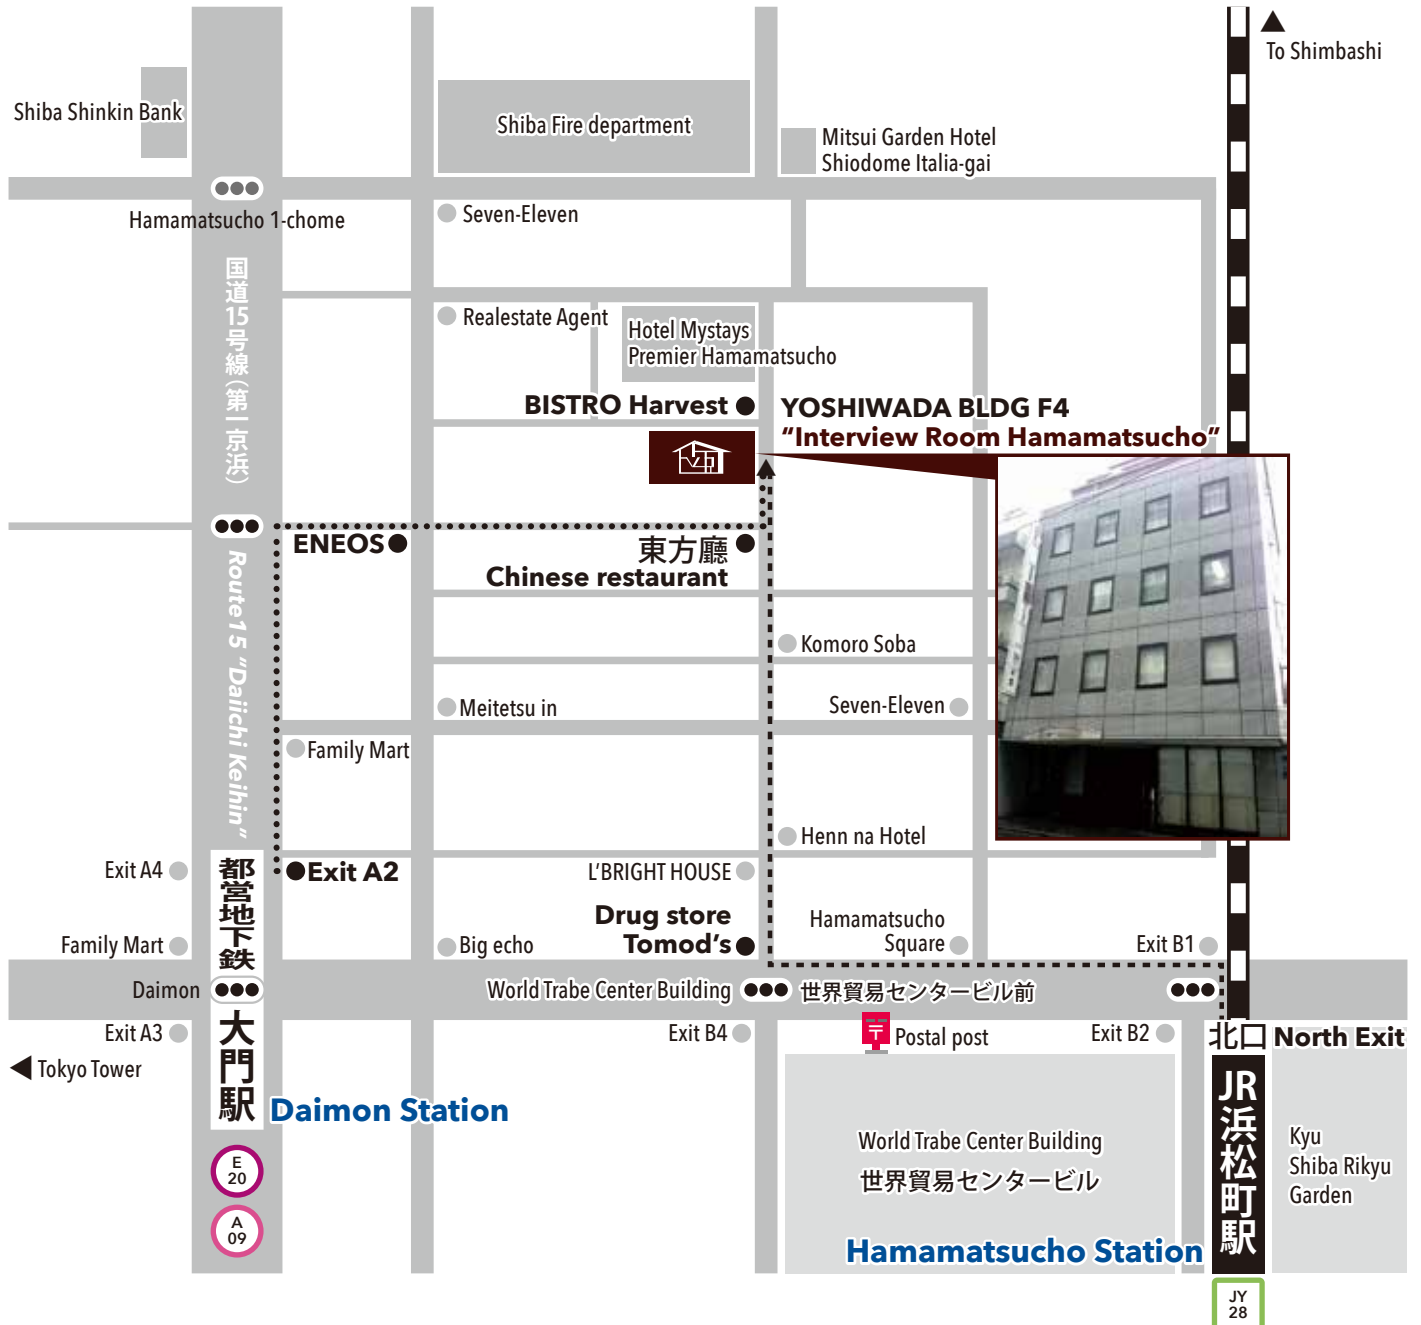 To Shimbashi
Shiba Shinkin Bank
Shiba Fire department
Mitsui Garden Hotel
Shiodome Italia-gai
Hamamatsucho 1-chome
Seven-Eleven
国道15号線(第一京浜)
Realestate Agent
Hotel Mystays
Premier Hamamatsucho
BISTRO Harvest
YOSHIWADA BLDG F4
“Interview Room Hamamatsucho”
ENEOS
東方廳
Chinese restaurant
Route15 “Daiichi Keihin”
Komoro Soba
Meitetsu in
Seven-Eleven
Family Mart
Henn na Hotel
Exit A4
都営地下鉄
Exit A2
L’BRIGHT HOUSE
Drug store
Tomod’s
Hamamatsucho
Square
Family Mart
Big echo
Exit B1
Daimon
World Trabe Center Building
世界貿易センタービル前
Exit A3
大門駅
Exit B4
〒
Postal post
Exit B2
北口
North Exit
Tokyo Tower
Daimon Station
JR浜松町駅
World Trabe Center Building
世界貿易センタービル
Kyu
Shiba Rikyu
Garden
E
20
A
09
Hamamatsucho Station
JY
28